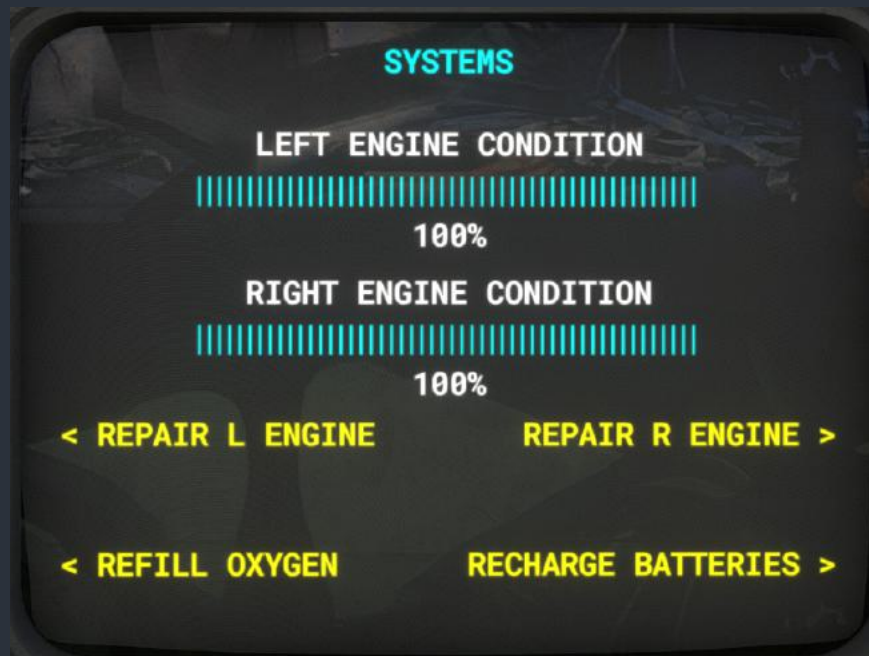 SYSTEMS
LEFT ENGINE CONDITION
100%
RIGHT ENGINE CONDITION
100%
< REPAIR L ENGINE REPAIR R ENGINE >
< REFILL OXYGEN RECHARGE BATTERIES >